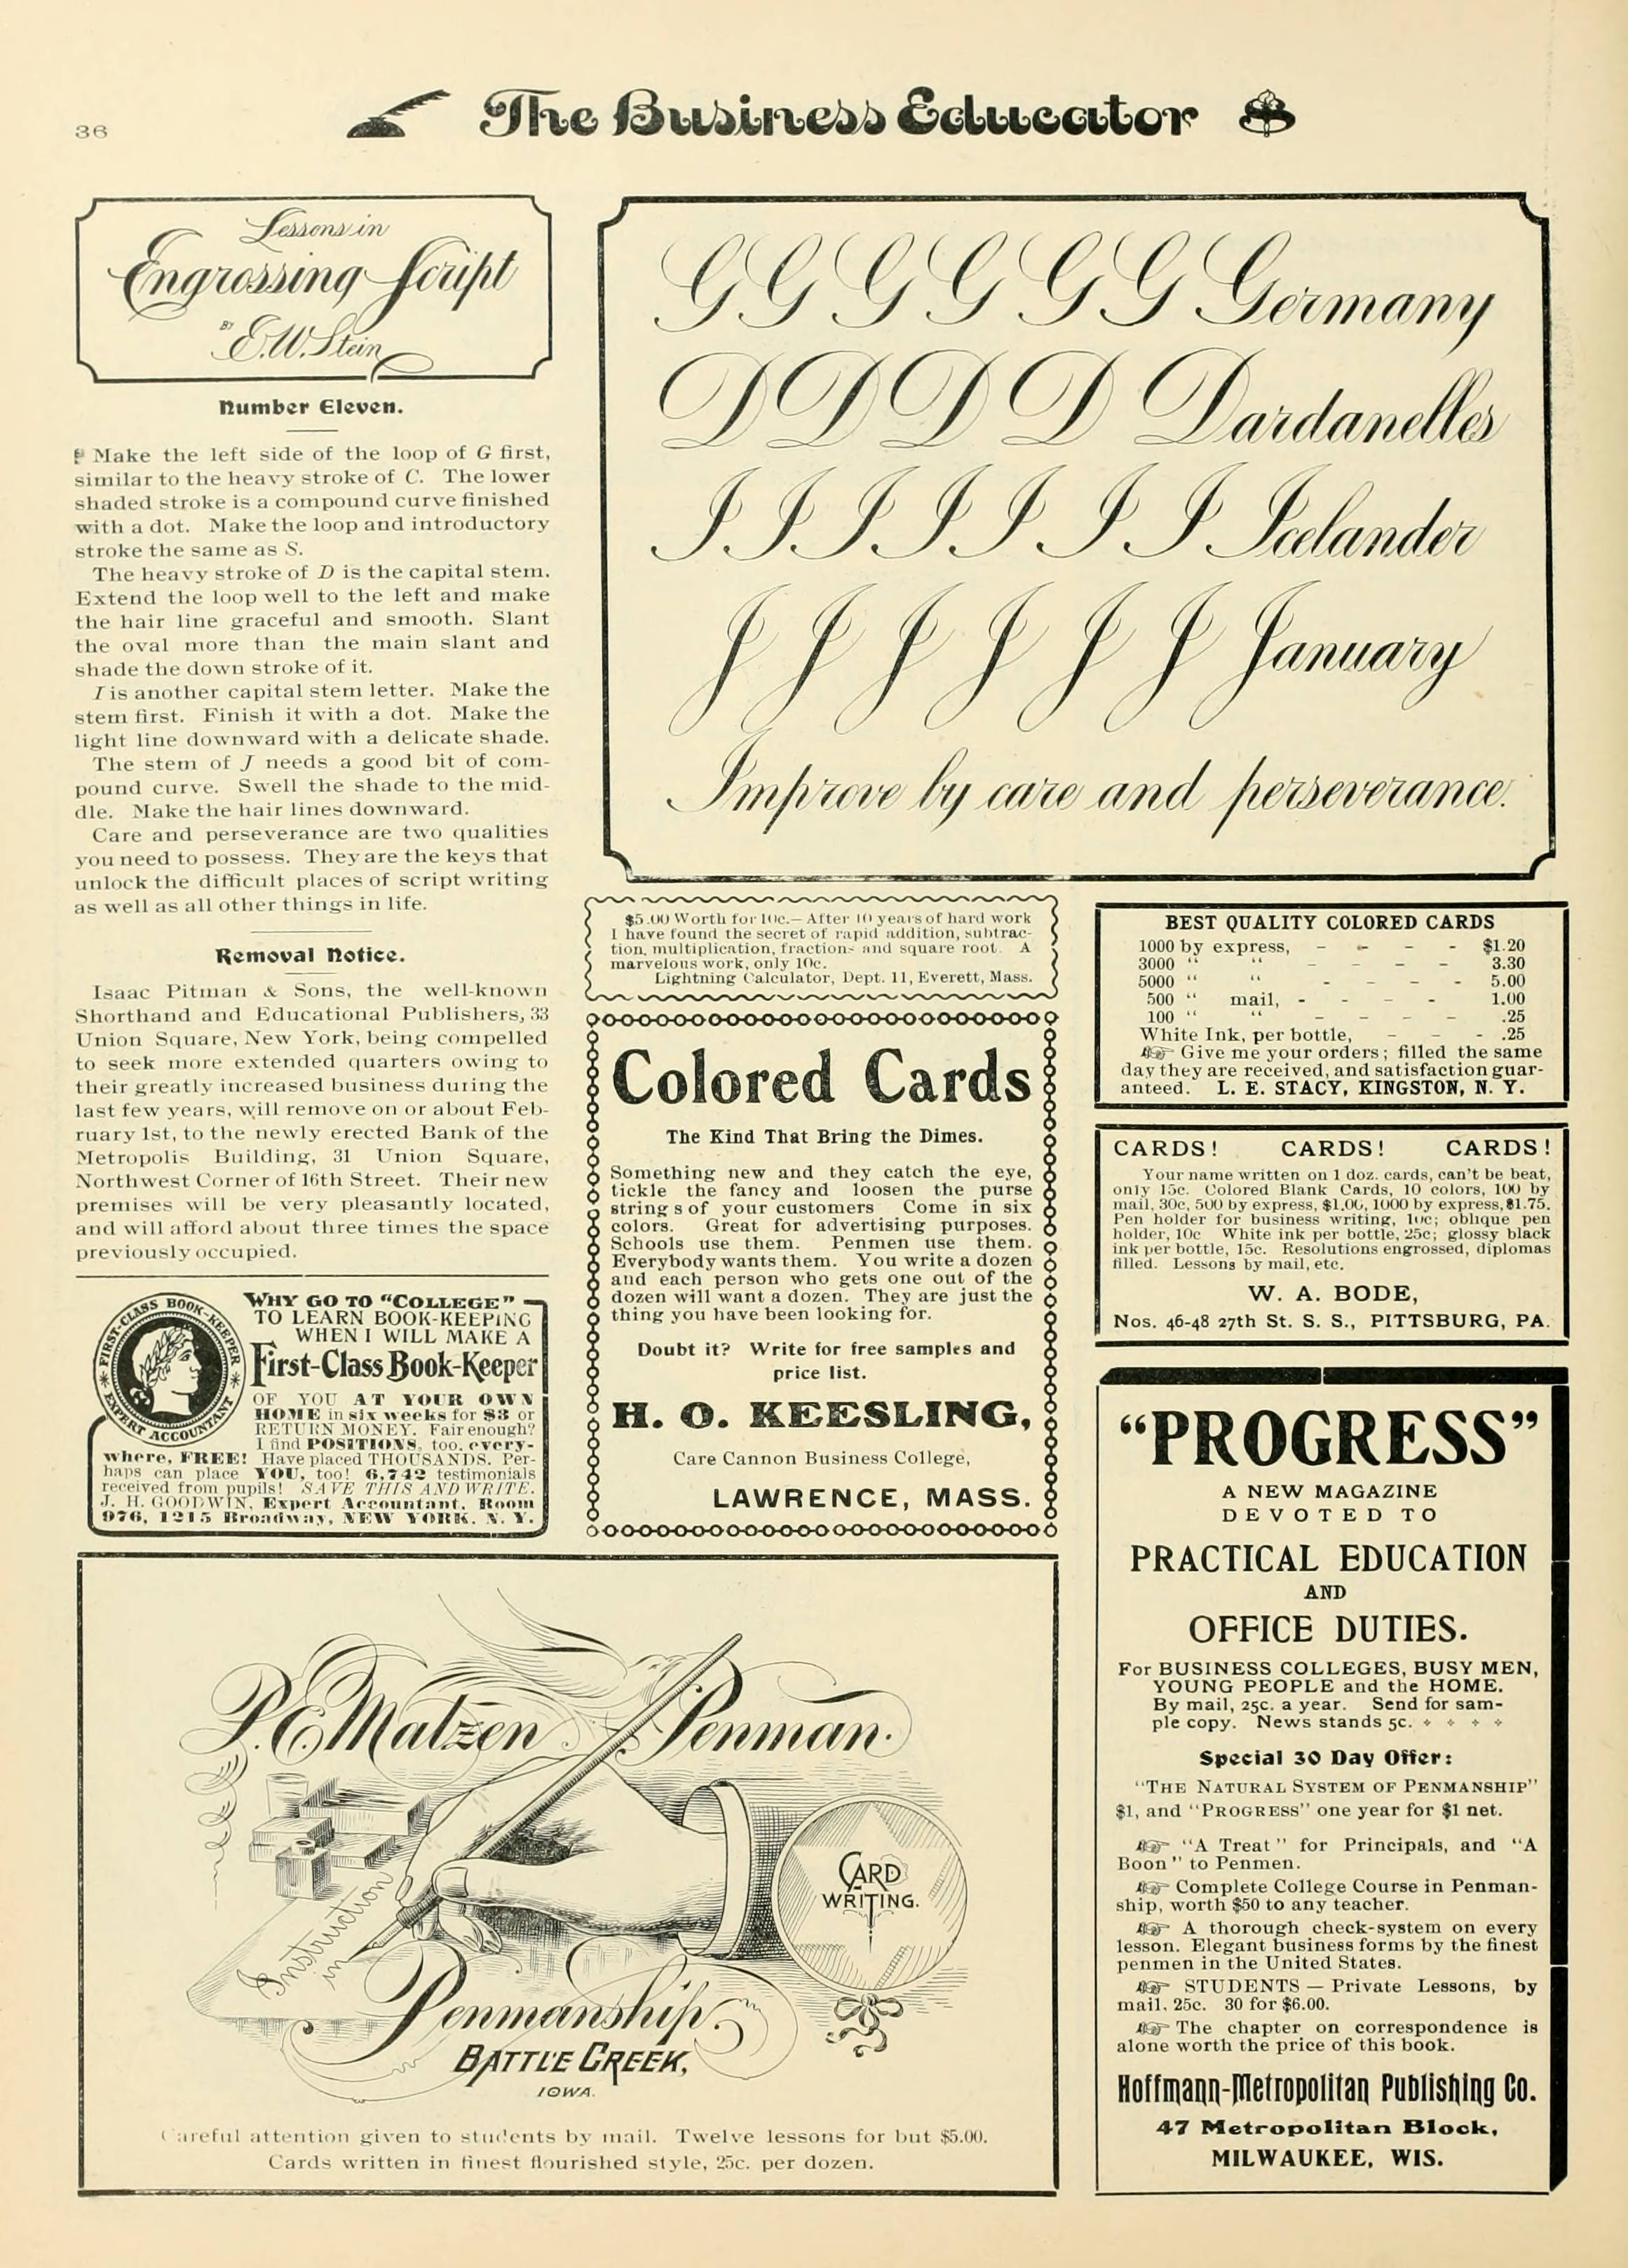 36
The Business Educator
Lessons in
Engrossing Script
BY
E.W. Stein
Number Eleven.
Make the left side of the loop of G first,
similar to the heavy stroke of C. The lower
shaded stroke is a compound curve finished
with a dot. Make the loop and introductory
stroke the same as S.
The heavy stroke of D is the capital stem.
Extend the loop well to the left and make
the hair line graceful and smooth. Slant
the oval more than the main slant and
shade the down stroke of it.
I is another capital stem letter. Make the
stem first. Finish it with a dot. Make the
light line downward with a delicate shade.
The stem of J needs a good bit of com-
pound curve. Swell the shade to the mid-
dle. Make the hair lines downward.
Care and perseverance are two qualities
you need to possess. They are the keys that
unlock the difficult places of script writing
as well as all other things in life.
Removal Notice.
Isaac Pitman & Sons, the well-known
Shorthand and Educational Publishers, 33
Union Square, New York, being compelled
to seek more extended quarters owing to
their greatly increased business during the
last few years, will remove on or about Feb-
ruary 1st, to the newly erected Bank of the
Metropolis Building, 31 Union Square,
Northwest Corner of 16th Street. Their new
premises will be very pleasantly located,
and will afford about three times the space
previously occupied.
FIRST-CLASS BOOK-KEEPER
EXPERT ACCOUNTANT
WHY GO TO "COLLEGE"
TO LEARN BOOK-KEEPING
WHEN I WILL MAKE A
First-Class Book-Keeper
OF YOU AT YOUR OWN
HOME in six weeks for $3 or
RETURN MONEY. Fair enough?
I find POSITIONS, too, every-
where, FREE! Have placed THOUSANDS. Per-
haps can place YOU, too! 6,742 testimonials
received from pupils! SAVE THIS AND WRITE.
J. H. GOODWIN, Expert Accountant, Room
976, 1215 Broadway, NEW YORK, N. Y.
G G G G G G Germany
D D D D Dardanelles
I I I I I I I Icelander
J J J J J J January
Improve by care and perseverance.
$5.00 Worth for 10c.—After 10 years of hard work
I have found the secret of rapid addition, subtrac-
tion, multiplication, fractions and square root. A
marvelous work, only 10c.
Lightning Calculator, Dept. 11, Everett, Mass.
Colored Cards
The Kind That Bring the Dimes.
Something new and they catch the eye,
tickle the fancy and loosen the purse
string s of your customers Come in six
colors. Great for advertising purposes.
Schools use them. Penmen use them.
Everybody wants them. You write a dozen
and each person who gets one out of the
dozen will want a dozen. They are just the
thing you have been looking for.
Doubt it? Write for free samples and
price list.
H. O. KEESLING,
Care Cannon Business College,
LAWRENCE, MASS.
BEST QUALITY COLORED CARDS
1000 by express, - - - - $1.20
3000 " " - - - - - 3.30
5000 " " - - - - 5.00
500 " mail, - - - - 1.00
100 " " - - - - - .25
White Ink, per bottle, - - - .25
☞ Give me your orders; filled the same
day they are received, and satisfaction guar-
anteed. L. E. STACY, KINGSTON, N. Y.
CARDS! CARDS! CARDS!
Your name written on 1 doz. cards, can't be beat,
only 15c. Colored Blank Cards, 10 colors, 100 by
mail, 30c, 500 by express, $1.00, 1000 by express, $1.75.
Pen holder for business writing, 10c; oblique pen
holder, 10c White ink per bottle, 25c; glossy black
ink per bottle, 15c. Resolutions engrossed, diplomas
filled. Lessons by mail, etc.
W. A. BODE,
Nos. 46-48 27th St. S. S., PITTSBURG, PA.
"PROGRESS"
A NEW MAGAZINE
DEVOTED TO
PRACTICAL EDUCATION
AND
OFFICE DUTIES.
For BUSINESS COLLEGES, BUSY MEN,
YOUNG PEOPLE and the HOME.
By mail, 25c. a year. Send for sam-
ple copy. News stands 5c.
Special 30 Day Offer:
"THE NATURAL SYSTEM OF PENMANSHIP"
$1, and "PROGRESS" one year for $1 net.
☞ "A Treat" for Principals, and "A
Boon" to Penmen.
☞ Complete College Course in Penman-
ship, worth $50 to any teacher.
☞ A thorough check-system on every
lesson. Elegant business forms by the finest
penmen in the United States.
☞ STUDENTS — Private Lessons, by
mail, 25c. 30 for $6.00.
☞ The chapter on correspondence is
alone worth the price of this book.
Hoffmann-Metropolitan Publishing Co.
47 Metropolitan Block,
MILWAUKEE, WIS.
P.E. Matzen Penman.
CARD
WRITING.
Instruction
in
Penmanship.
BATTLE CREEK,
IOWA.
Careful attention given to students by mail. Twelve lessons for but $5.00.
Cards written in finest flourished style, 25c. per dozen.